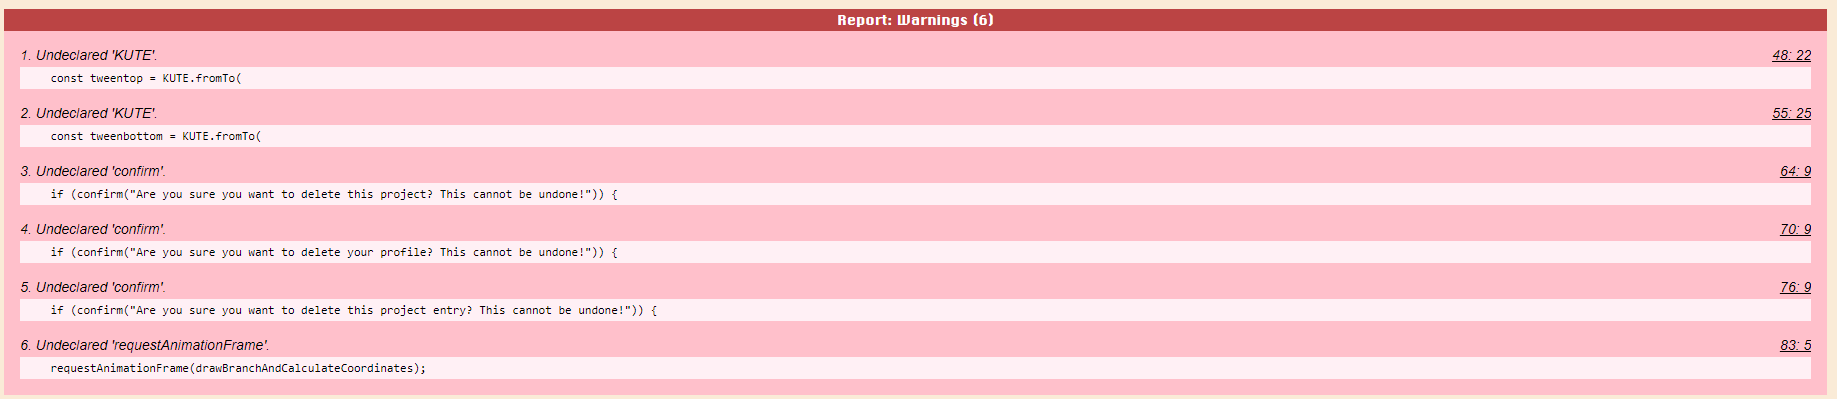 Report: Warnings (6)
1. Undeclared 'KUTE'. 48: 22
const tweentop = KUTE.fromTo(
2. Undeclared 'KUTE'. 55: 25
const tweenbottom = KUTE.fromTo(
3. Undeclared 'confirm'. 64: 9
if (confirm("Are you sure you want to delete this project? This cannot be undone!")) {
4. Undeclared 'confirm'. 70: 9
if (confirm("Are you sure you want to delete your profile? This cannot be undone!")) {
5. Undeclared 'confirm'. 76: 9
if (confirm("Are you sure you want to delete this project entry? This cannot be undone!")) {
6. Undeclared 'requestAnimationFrame'. 83: 5
requestAnimationFrame(drawBranchAndCalculateCoordinates);